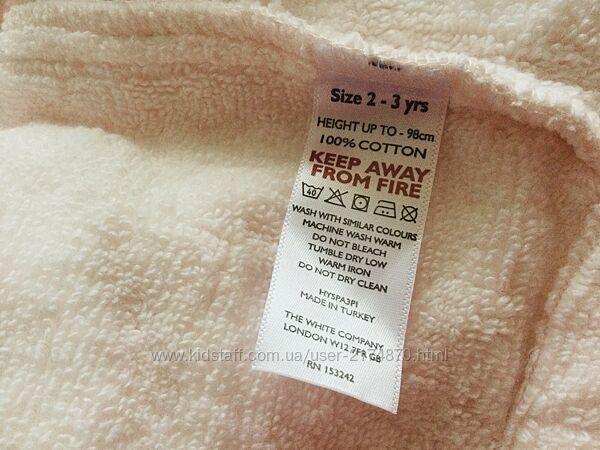 Size 2 - 3 yrs
HEIGHT UP TO - 98cm
100% COTTON
KEEP AWAY
FROM FIRE
40
WASH WITH SIMILAR COLOURS
MACHINE WASH WARM
DO NOT BLEACH
TUMBLE DRY LOW
WARM IRON
DO NOT DRY CLEAN
HYSPA3PI
MADE IN TURKEY
THE WHITE COMPANY
LONDON W12 7FR GB
RN 153242
www.kidstaff.com.ua/user-2174870.html